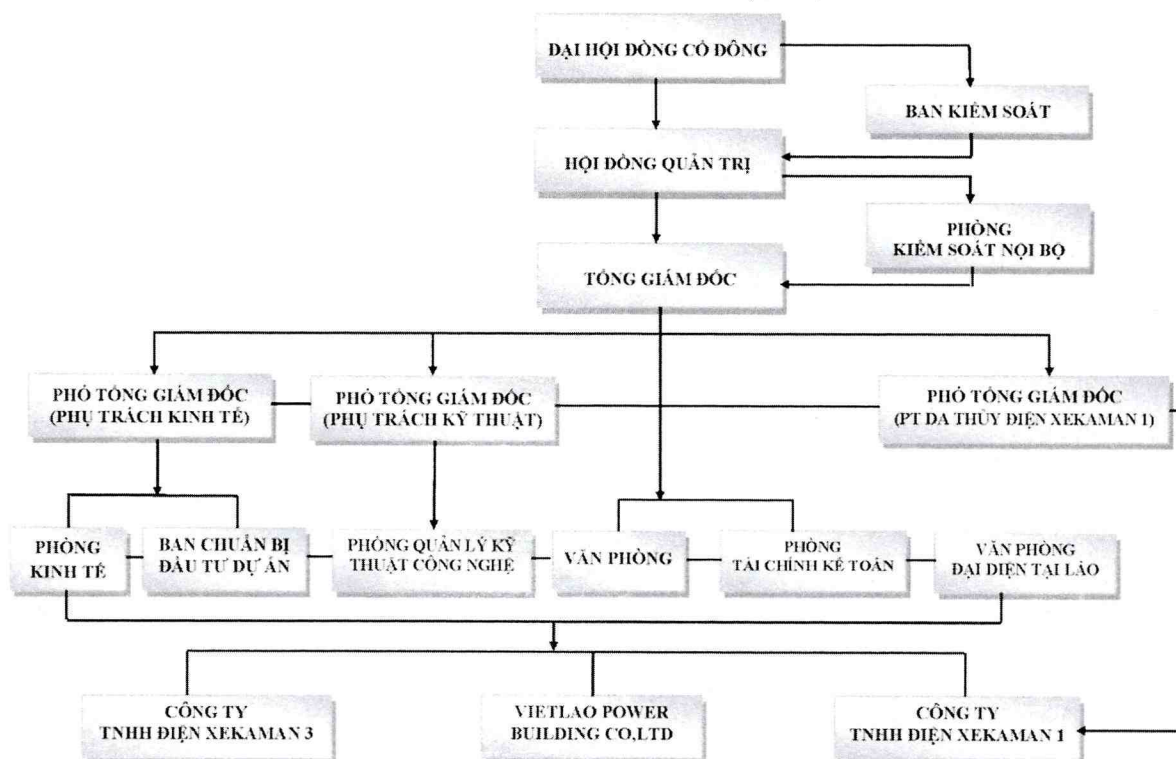 ĐẠI HỘI ĐỒNG CỔ ĐÔNG
BAN KIỂM SOÁT
HỘI ĐỒNG QUẢN TRỊ
PHÒNG
KIỂM SOÁT NỘI BỘ
TỔNG GIÁM ĐỐC
PHÓ TỔNG GIÁM ĐỐC
(PHỤ TRÁCH KINH TẾ)
PHÓ TỔNG GIÁM ĐỐC
(PHỤ TRÁCH KỸ THUẬT)
PHÓ TỔNG GIÁM ĐỐC
(PT DA THỦY ĐIỆN XEKAMAN 1)
PHÒNG
KINH TẾ
BAN CHUẨN BỊ
ĐẦU TƯ DỰ ÁN
PHÒNG QUẢN LÝ KỸ
THUẬT CÔNG NGHỆ
VĂN PHÒNG
PHÒNG
TÀI CHÍNH KẾ TOÁN
VĂN PHÒNG
ĐẠI DIỆN TẠI LÀO
CÔNG TY
TNHH ĐIỆN XEKAMAN 3
VIETLAO POWER
BUILDING CO,LTD
CÔNG TY
TNHH ĐIỆN XEKAMAN 1